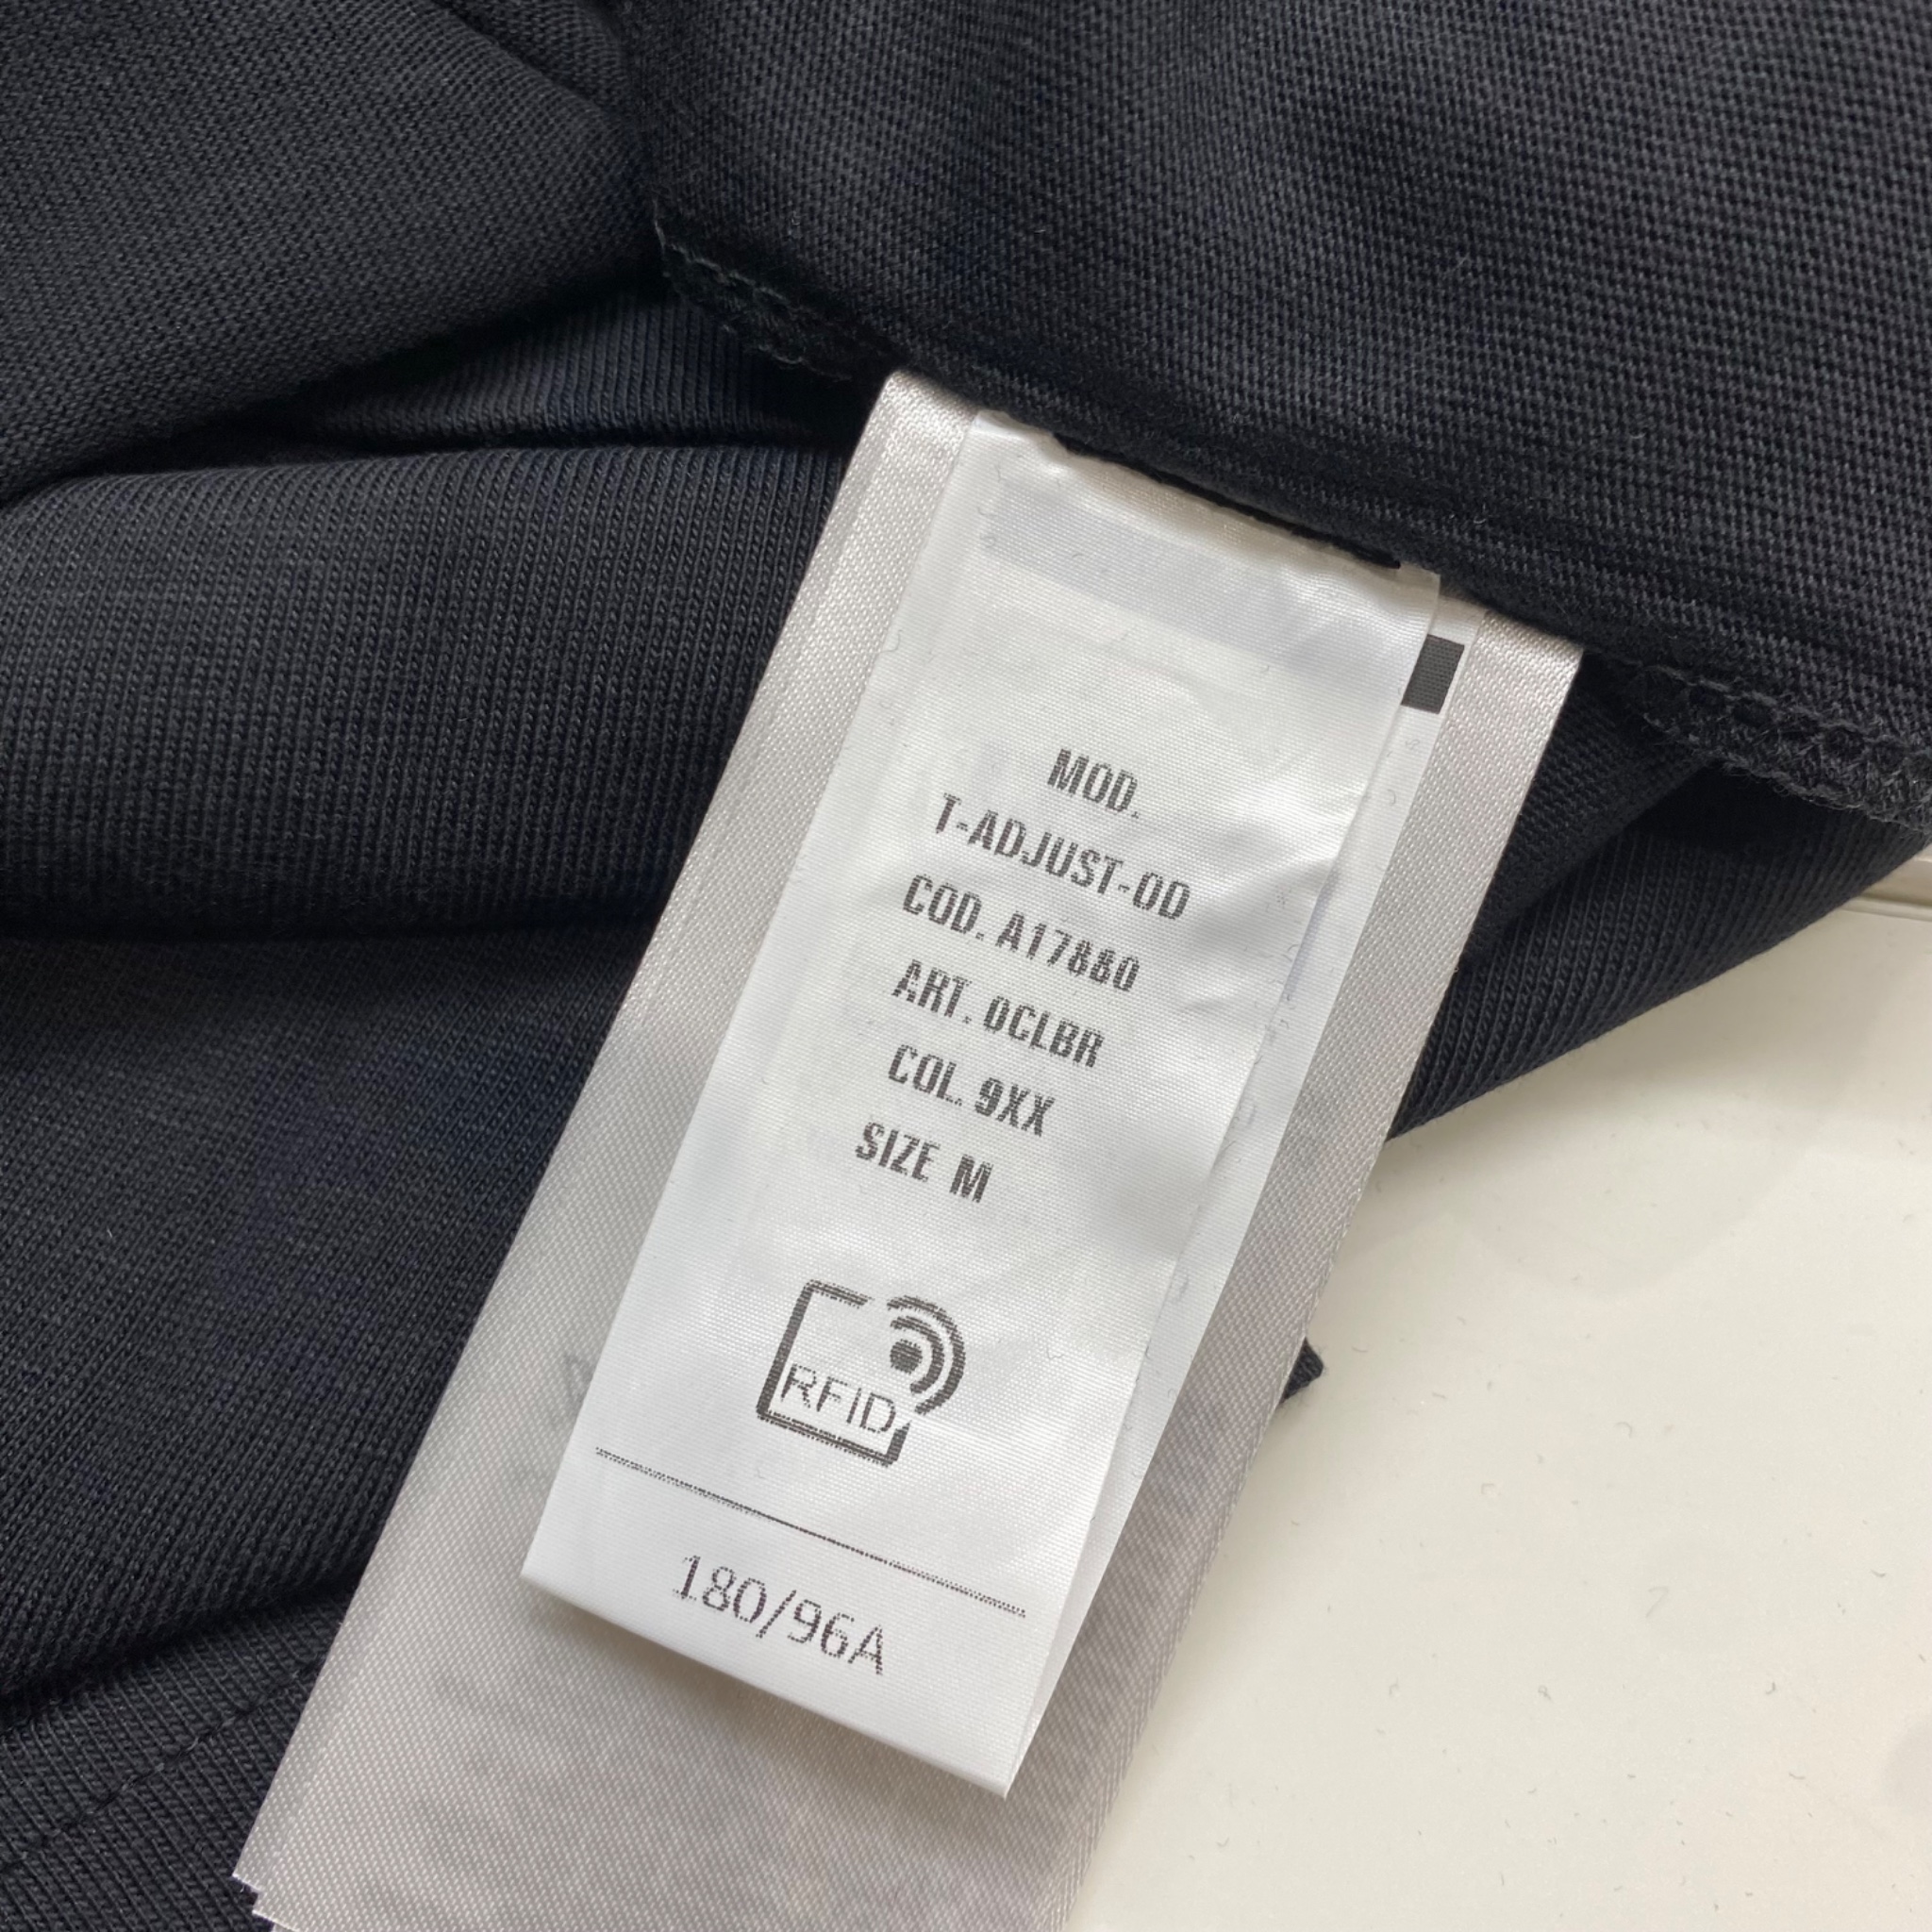 MOD.
T-ADJUST-OD
COD. A17880
ART. 0CLBR
COL. 9XX
SIZE M
RFID
180/96A